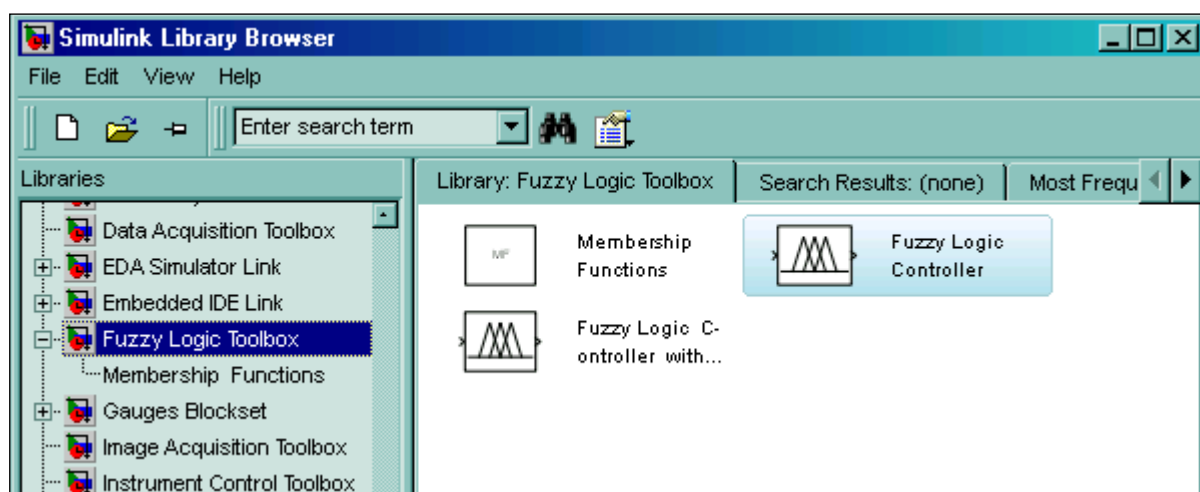 Simulink Library Browser
File Edit View Help
Enter search term
Libraries
Library: Fuzzy Logic Toolbox
Search Results: (none)
Most Frequ
Data Acquisition Toolbox
EDA Simulator Link
Embedded IDE Link
Fuzzy Logic Toolbox
Membership Functions
Gauges Blockset
Image Acquisition Toolbox
Instrument Control Toolbox
MF
Membership
Functions
Fuzzy Logic
Controller
Fuzzy Logic C-
ontroller with...